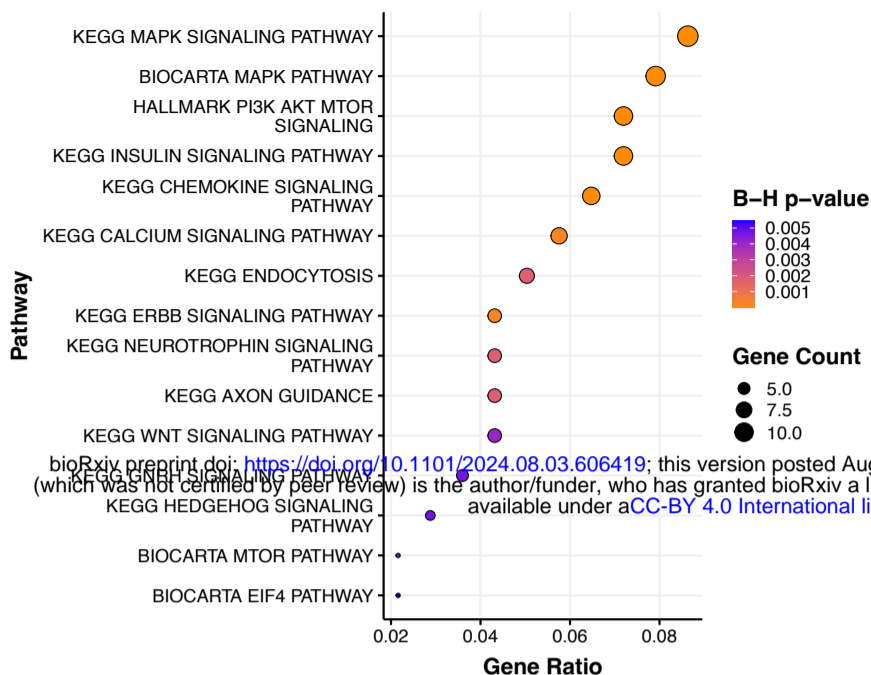 KEGG MAPK SIGNALING PATHWAY
BIOCARTA MAPK PATHWAY
HALLMARK PI3K AKT MTOR
SIGNALING
KEGG INSULIN SIGNALING PATHWAY
KEGG CHEMOKINE SIGNALING
PATHWAY
KEGG CALCIUM SIGNALING PATHWAY
KEGG ENDOCYTOSIS
KEGG ERBB SIGNALING PATHWAY
KEGG NEUROTROPHIN SIGNALING
PATHWAY
KEGG AXON GUIDANCE
KEGG WNT SIGNALING PATHWAY
KEGG GNRH SIGNALING PATHWAY
KEGG HEDGEHOG SIGNALING
PATHWAY
BIOCARTA MTOR PATHWAY
BIOCARTA EIF4 PATHWAY
Pathway
0.02 0.04 0.06 0.08
Gene Ratio
B−H p−value
0.005
0.004
0.003
0.002
0.001
Gene Count
5.0
7.5
10.0
bioRxiv preprint doi: https://doi.org/10.1101/2024.08.03.606419; this version posted Aug
(which was not certified by peer review) is the author/funder, who has granted bioRxiv a li
available under aCC-BY 4.0 International li